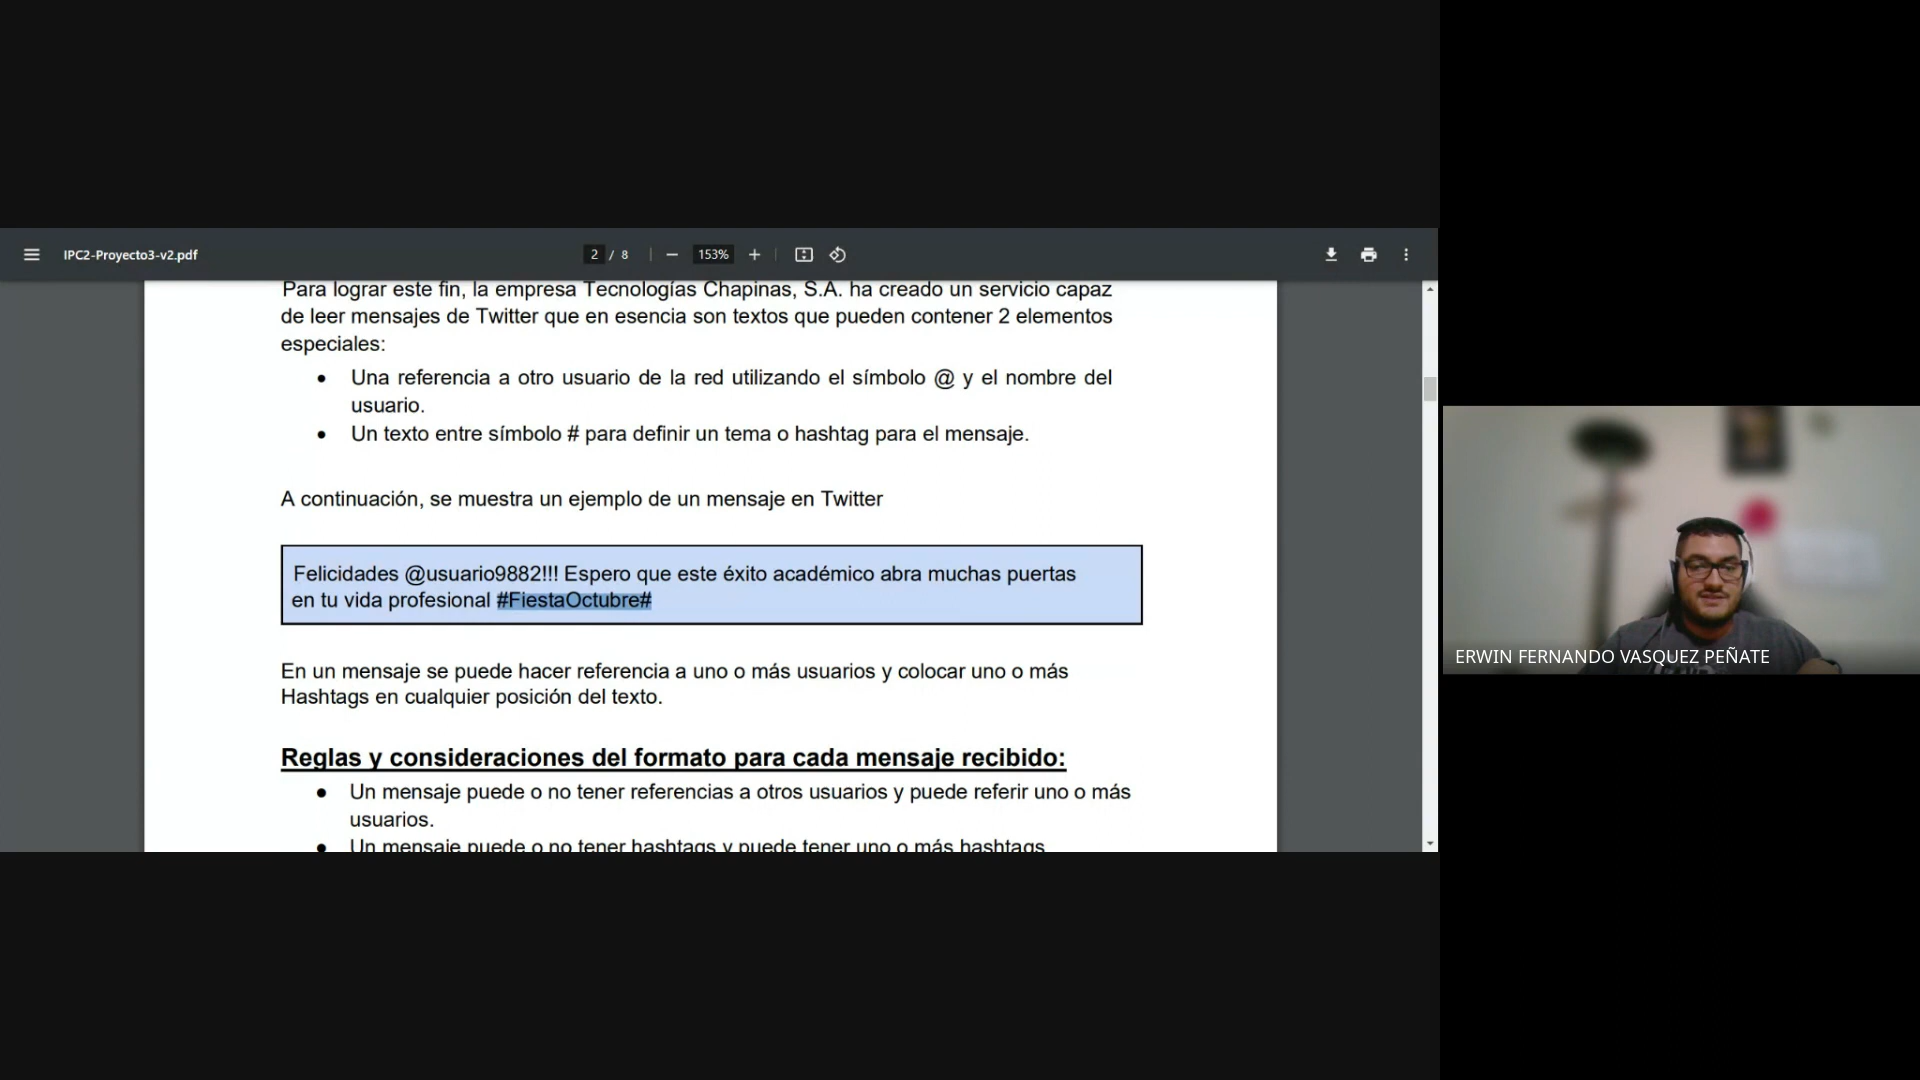 IPC2-Proyecto3-v2.pdf
2 / 8
153%
Para lograr este fin, la empresa Tecnologías Chapinas, S.A. ha creado un servicio capaz
de leer mensajes de Twitter que en esencia son textos que pueden contener 2 elementos
especiales:
● Una referencia a otro usuario de la red utilizando el símbolo @ y el nombre del
usuario.
● Un texto entre símbolo # para definir un tema o hashtag para el mensaje.
A continuación, se muestra un ejemplo de un mensaje en Twitter
Felicidades @usuario9882!!! Espero que este éxito académico abra muchas puertas
en tu vida profesional #FiestaOctubre#
En un mensaje se puede hacer referencia a uno o más usuarios y colocar uno o más
Hashtags en cualquier posición del texto.
Reglas y consideraciones del formato para cada mensaje recibido:
● Un mensaje puede o no tener referencias a otros usuarios y puede referir uno o más
usuarios.
● Un mensaje puede o no tener hashtags y puede tener uno o más hashtags
ERWIN FERNANDO VASQUEZ PEÑATE